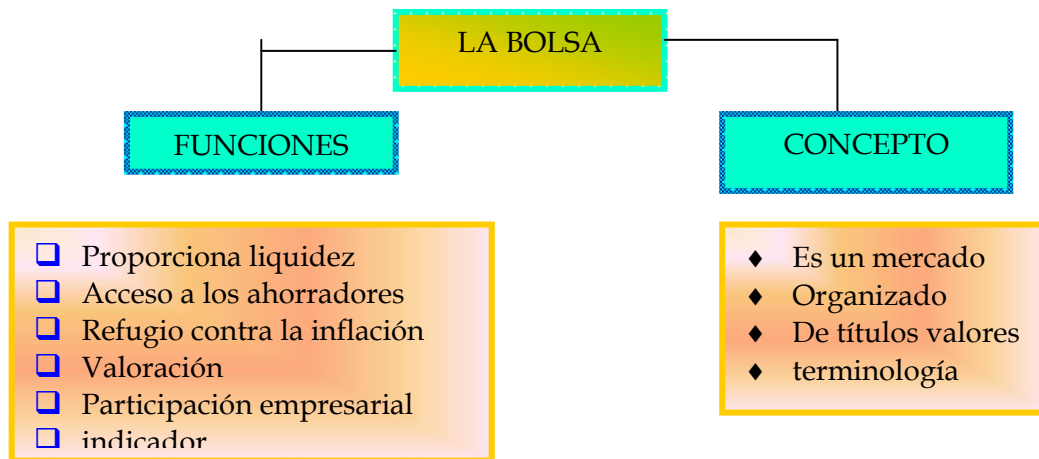 LA BOLSA
FUNCIONES
Proporciona liquidez
Acceso a los ahorradores
Refugio contra la inflación
Valoración
Participación empresarial
indicador
CONCEPTO
Es un mercado
Organizado
De títulos valores
terminología